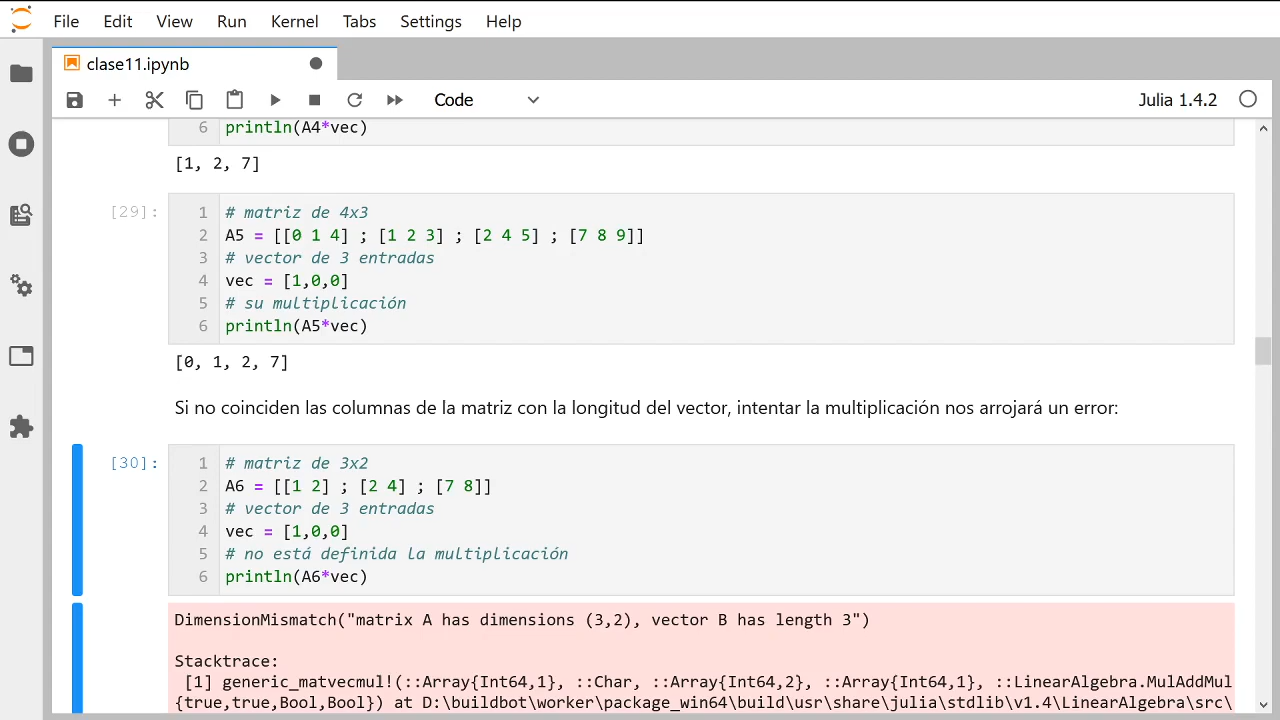 File Edit View Run Kernel Tabs Settings Help
clase11.ipynb
Code Julia 1.4.2
6 println(A4*vec)
[1, 2, 7]
[29]: 1 # matriz de 4x3
2 A5 = [[0 1 4] ; [1 2 3] ; [2 4 5] ; [7 8 9]]
3 # vector de 3 entradas
4 vec = [1,0,0]
5 # su multiplicación
6 println(A5*vec)
[0, 1, 2, 7]
Si no coinciden las columnas de la matriz con la longitud del vector, intentar la multiplicación nos arrojará un error:
[30]: 1 # matriz de 3x2
2 A6 = [[1 2] ; [2 4] ; [7 8]]
3 # vector de 3 entradas
4 vec = [1,0,0]
5 # no está definida la multiplicación
6 println(A6*vec)
DimensionMismatch("matrix A has dimensions (3,2), vector B has length 3")
Stacktrace:
[1] generic_matvecmul!(::Array{Int64,1}, ::Char, ::Array{Int64,2}, ::Array{Int64,1}, ::LinearAlgebra.MulAddMul
{true,true,Bool,Bool}) at D:\buildbot\worker\package_win64\build\usr\share\julia\stdlib\v1.4\LinearAlgebra\src\